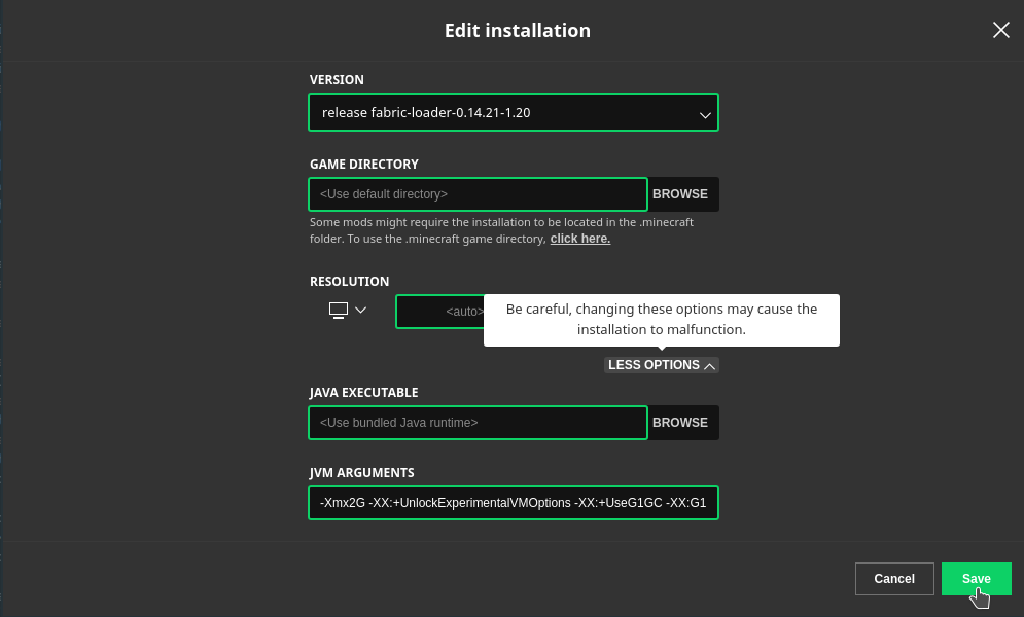 Edit installation
VERSION
release fabric-loader-0.14.21-1.20
GAME DIRECTORY
<Use default directory>
BROWSE
Some mods might require the installation to be located in the .minecraft
folder. To use the .minecraft game directory, click here.
RESOLUTION
<auto>
Be careful, changing these options may cause the
installation to malfunction.
LESS OPTIONS
JAVA EXECUTABLE
<Use bundled Java runtime>
BROWSE
JVM ARGUMENTS
-Xmx2G -XX:+UnlockExperimentalVMOptions -XX:+UseG1GC -XX:G1
Cancel
Save